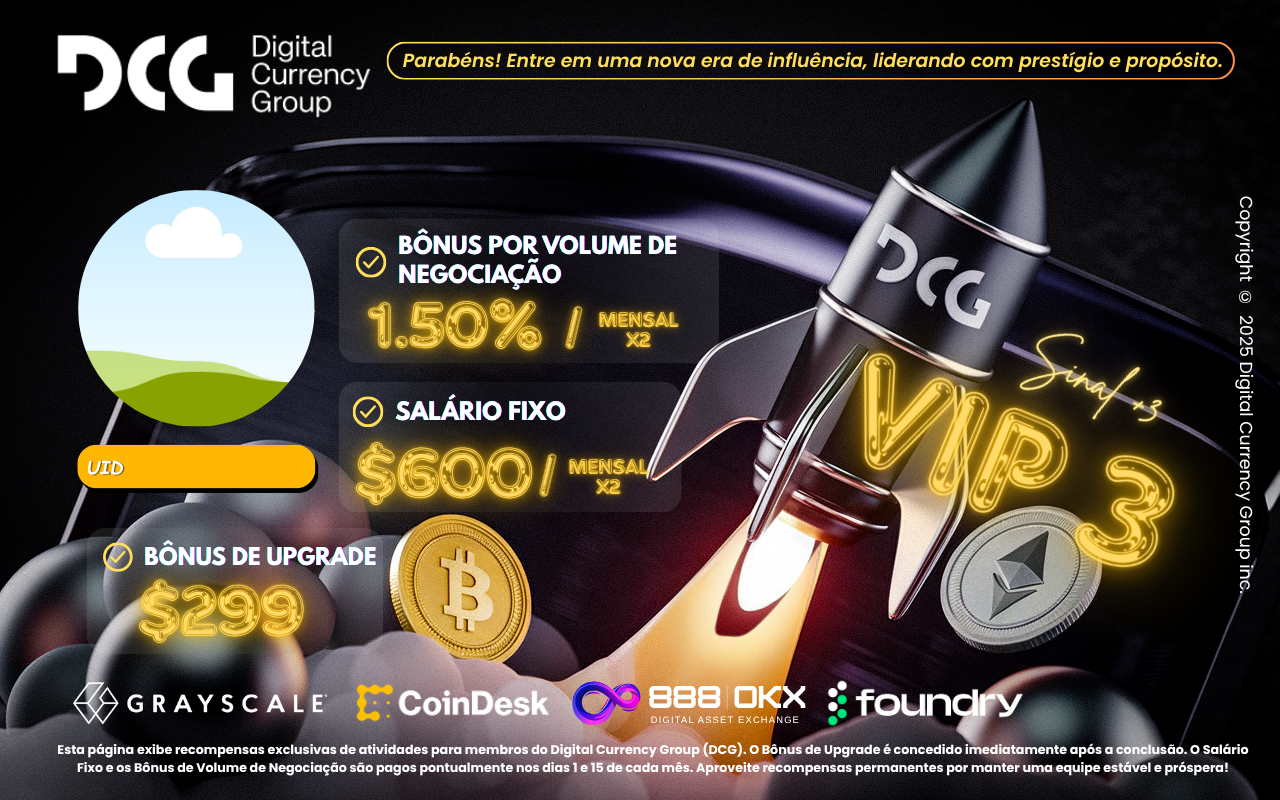 DCG Digital
Currency
Group
Parabéns! Entre em uma nova era de influência, liderando com prestígio e propósito.
DCG
BÔNUS POR VOLUME DE
NEGOCIAÇÃO
1.50% / MENSAL
X2
SALÁRIO FIXO
$600 / MENSAL
X2
UID
BÔNUS DE UPGRADE
$299
Sinal +3
VIP 3
Copyright © 2025 Digital Currency Group Inc.
GRAYSCALE
CoinDesk
888 OKX
DIGITAL ASSET EXCHANGE
foundry
Esta página exibe recompensas exclusivas de atividades para membros do Digital Currency Group (DCG). O Bônus de Upgrade é concedido imediatamente após a conclusão. O Salário
Fixo e os Bônus de Volume de Negociação são pagos pontualmente nos dias 1 e 15 de cada mês. Aproveite recompensas permanentes por manter uma equipe estável e próspera!